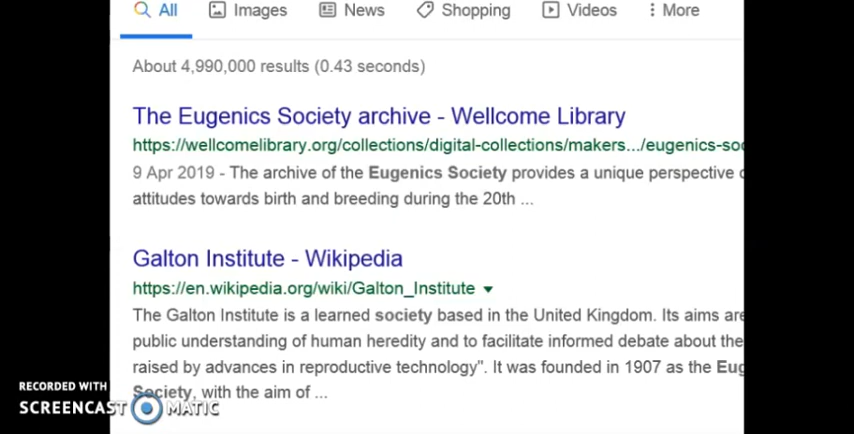 All Images News Shopping Videos More
About 4,990,000 results (0.43 seconds)
The Eugenics Society archive - Wellcome Library
https://wellcomelibrary.org/collections/digital-collections/makers.../eugenics-soc
9 Apr 2019 - The archive of the Eugenics Society provides a unique perspective
attitudes towards birth and breeding during the 20th ...
Galton Institute - Wikipedia
https://en.wikipedia.org/wiki/Galton_Institute
The Galton Institute is a learned society based in the United Kingdom. Its aims are
public understanding of human heredity and to facilitate informed debate about the
raised by advances in reproductive technology". It was founded in 1907 as the Eug
Society, with the aim of ...
RECORDED WITH
SCREENCAST MATIC